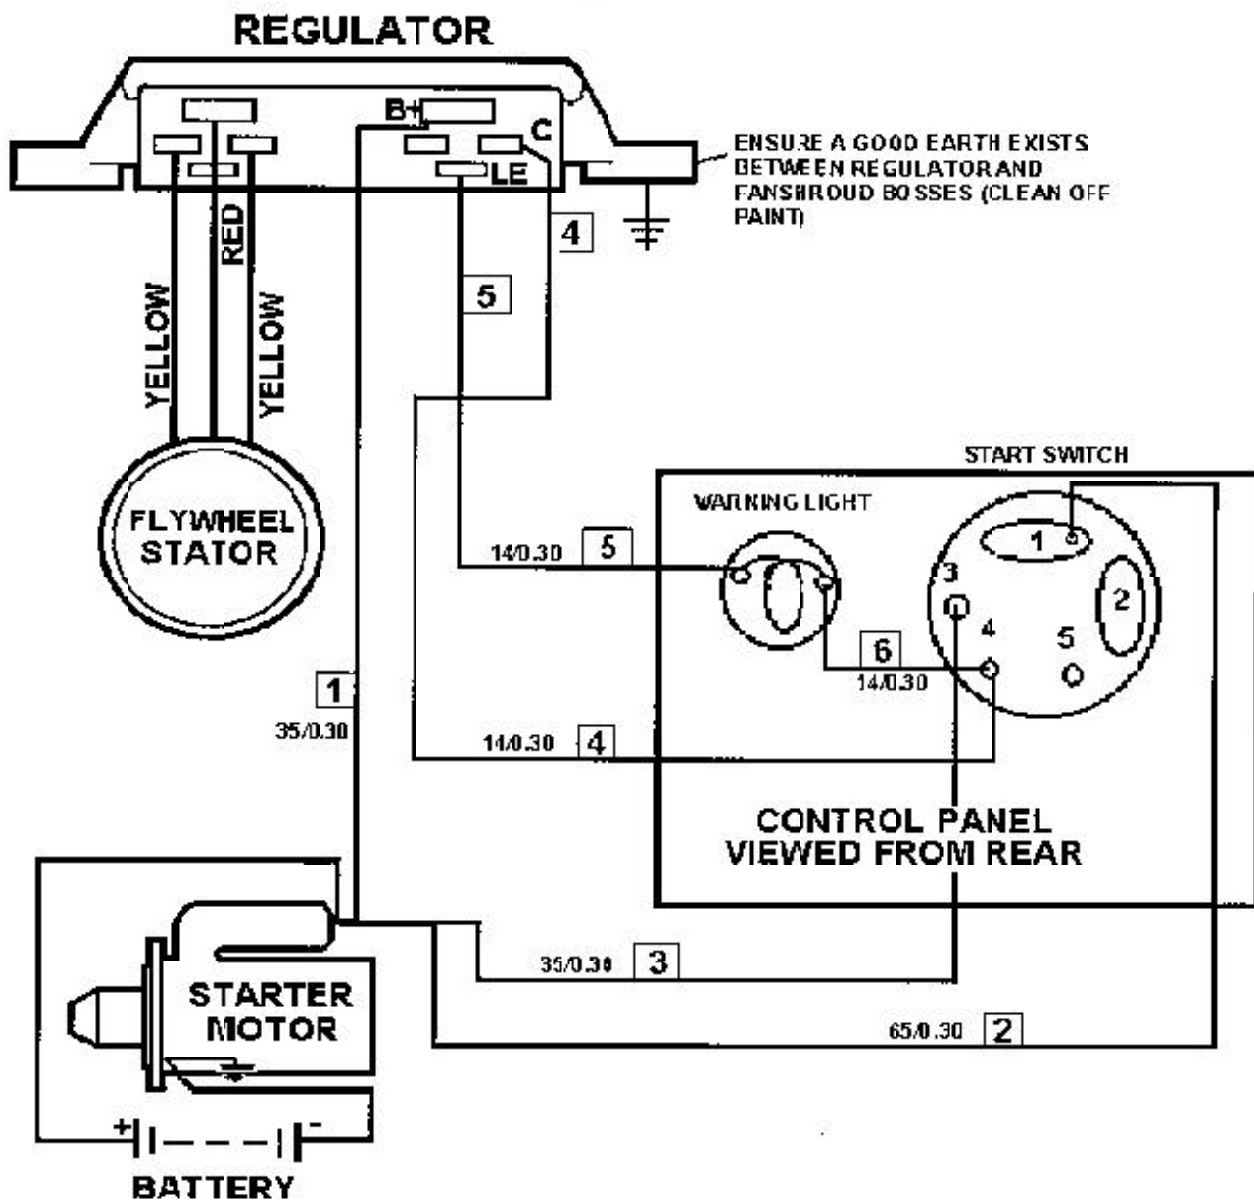 REGULATOR
B+
C
LE
ENSURE A GOOD EARTH EXISTS
BETWEEN REGULATOR AND
FANSHROUD BOSSES (CLEAN OFF
PAINT)
4
5
YELLOW
RED
YELLOW
FLYWHEEL
STATOR
START SWITCH
WARNING LIGHT
1
2
3
4
5
14/0.30
5
6
14/0.30
1
35/0.30
14/0.30
4
CONTROL PANEL
VIEWED FROM REAR
35/0.30
3
65/0.30
2
STARTER
MOTOR
+
-
BATTERY